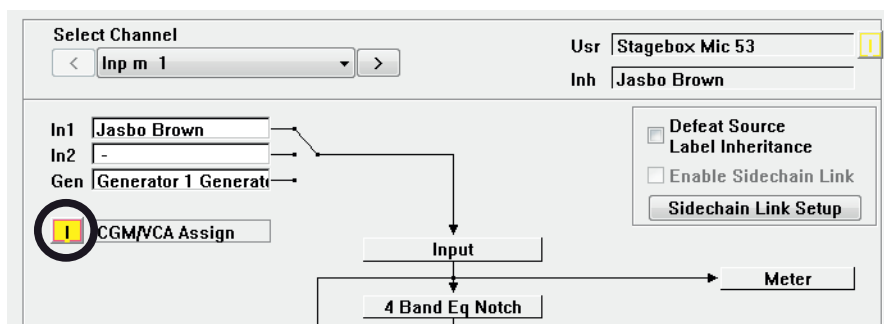 Select Channel
<
Inp m 1
>
Usr Stagebox Mic 53
I
Inh Jasbo Brown
In1 Jasbo Brown
In2 -
Gen Generator 1 Generat
I CGM/VCA Assign
Defeat Source
Label Inheritance
Enable Sidechain Link
Sidechain Link Setup
Input
Meter
4 Band Eq Notch